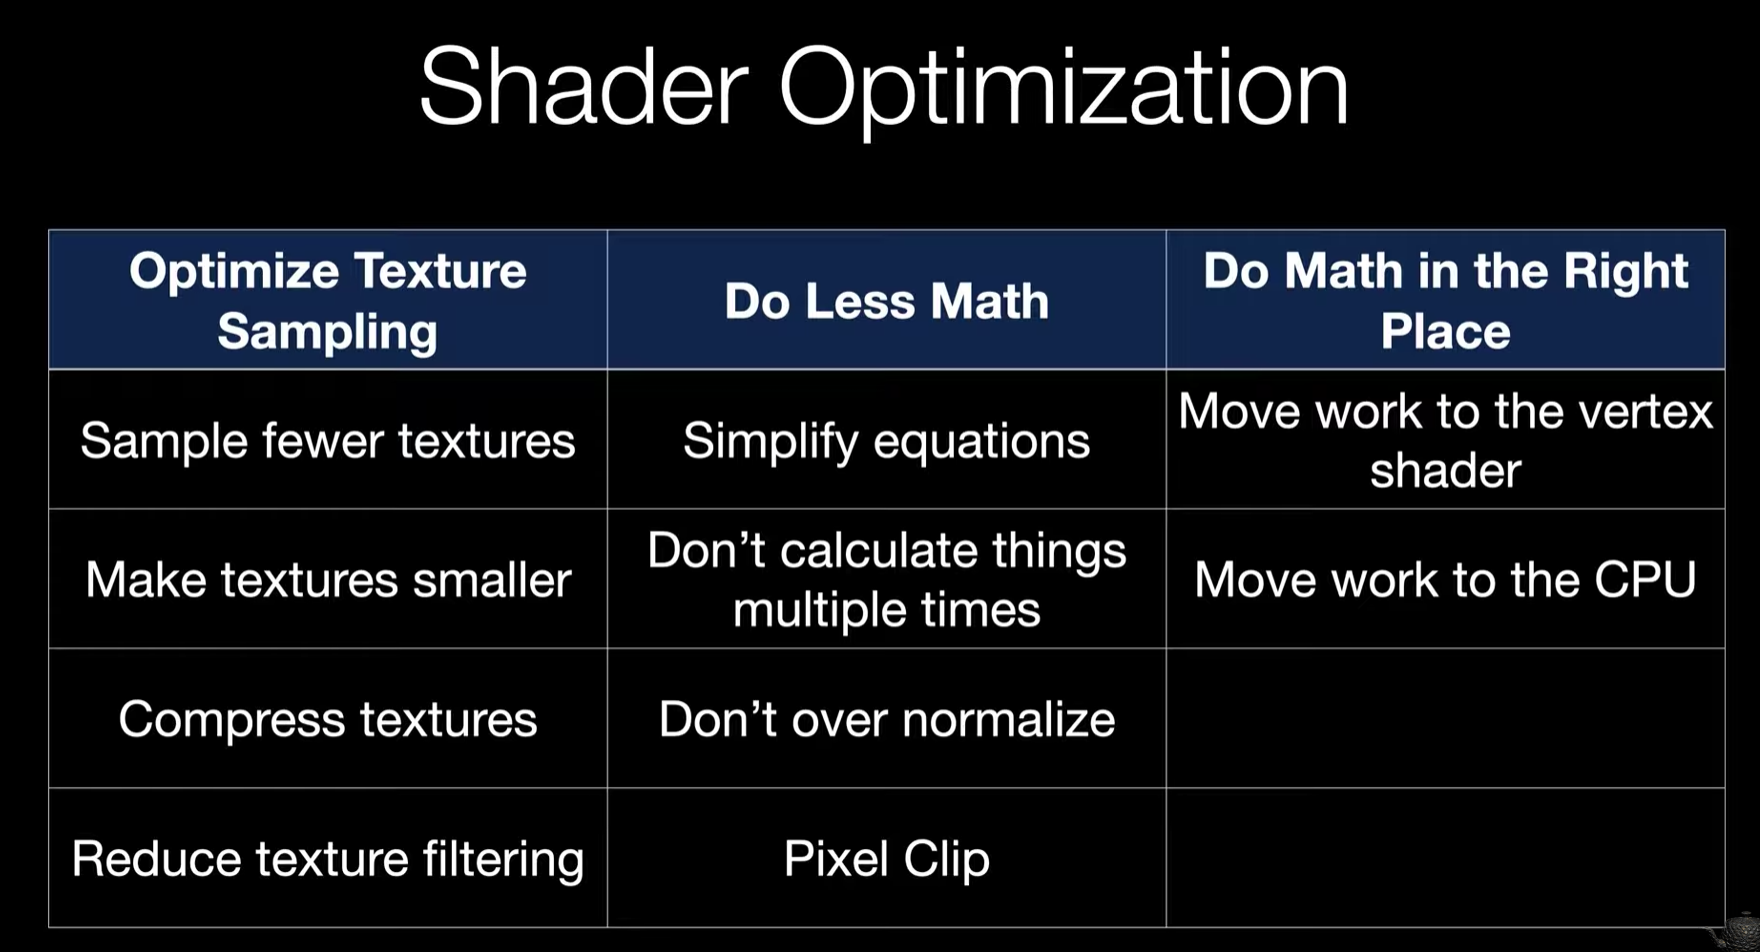 Shader Optimization
Optimize Texture
Sampling
Do Less Math
Do Math in the Right
Place
Sample fewer textures
Simplify equations
Move work to the vertex
shader
Make textures smaller
Don’t calculate things
multiple times
Move work to the CPU
Compress textures
Don’t over normalize
Reduce texture filtering
Pixel Clip